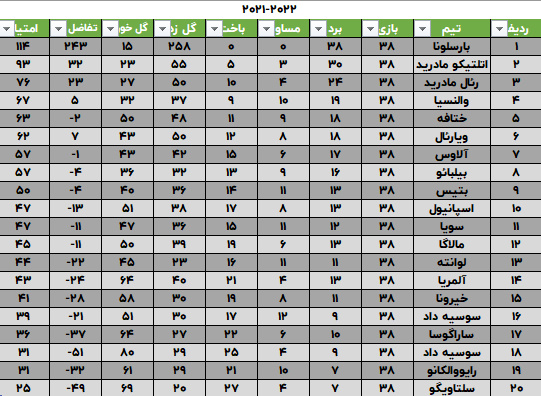 ۲۰۲۱-۲۰۲۲
ردیف تیم بازی برد مساو باخت گل زد گل خور تفاضل امتیا
۱ بارسلونا ۳۸ ۳۸ ۰ ۰ ۲۵۸ ۱۵ ۲۴۳ ۱۱۴
۲ اتلتیکو مادرید ۳۸ ۳۰ ۳ ۵ ۵۵ ۲۳ ۳۲ ۹۳
۳ رئال مادرید ۳۸ ۲۴ ۴ ۱۰ ۵۰ ۲۷ ۲۳ ۷۶
۴ والنسیا ۳۸ ۱۹ ۱۰ ۹ ۳۷ ۳۲ ۵ ۶۷
۵ ختافه ۳۸ ۱۸ ۹ ۱۱ ۴۸ ۵۰ -۲ ۶۳
۶ ویارئال ۳۸ ۱۸ ۸ ۱۲ ۵۰ ۴۳ ۷ ۶۲
۷ آلاوس ۳۸ ۱۷ ۶ ۱۵ ۴۲ ۴۳ -۱ ۵۷
۸ بیلبائو ۳۸ ۱۶ ۹ ۱۳ ۳۲ ۳۶ -۴ ۵۷
۹ بتیس ۳۸ ۱۳ ۱۱ ۱۴ ۳۶ ۴۰ -۴ ۵۰
۱۰ اسپانیول ۳۸ ۱۳ ۸ ۱۷ ۳۸ ۵۱ -۱۳ ۴۷
۱۱ سویا ۳۸ ۱۲ ۱۱ ۱۵ ۳۶ ۴۷ -۱۱ ۴۷
۱۲ مالاگا ۳۸ ۱۳ ۶ ۱۹ ۳۹ ۵۰ -۱۱ ۴۵
۱۳ لوانته ۳۸ ۱۱ ۱۱ ۱۶ ۲۳ ۴۵ -۲۲ ۴۴
۱۴ آلمریا ۳۸ ۱۳ ۴ ۲۱ ۴۰ ۶۴ -۲۴ ۴۳
۱۵ خیرونا ۳۸ ۱۱ ۸ ۱۹ ۳۰ ۵۸ -۲۸ ۴۱
۱۶ سوسیه داد ۳۸ ۹ ۱۲ ۱۷ ۳۰ ۵۱ -۲۱ ۳۹
۱۷ ساراگوسا ۳۸ ۱۰ ۶ ۲۲ ۲۷ ۶۴ -۳۷ ۳۶
۱۸ سوسیه داد ۳۸ ۹ ۴ ۲۵ ۲۹ ۸۰ -۵۱ ۳۱
۱۹ رایووالکانو ۳۸ ۷ ۱۰ ۲۱ ۲۹ ۶۱ -۳۲ ۳۱
۲۰ سلتاویگو ۳۸ ۷ ۴ ۲۷ ۲۰ ۶۹ -۴۹ ۲۵